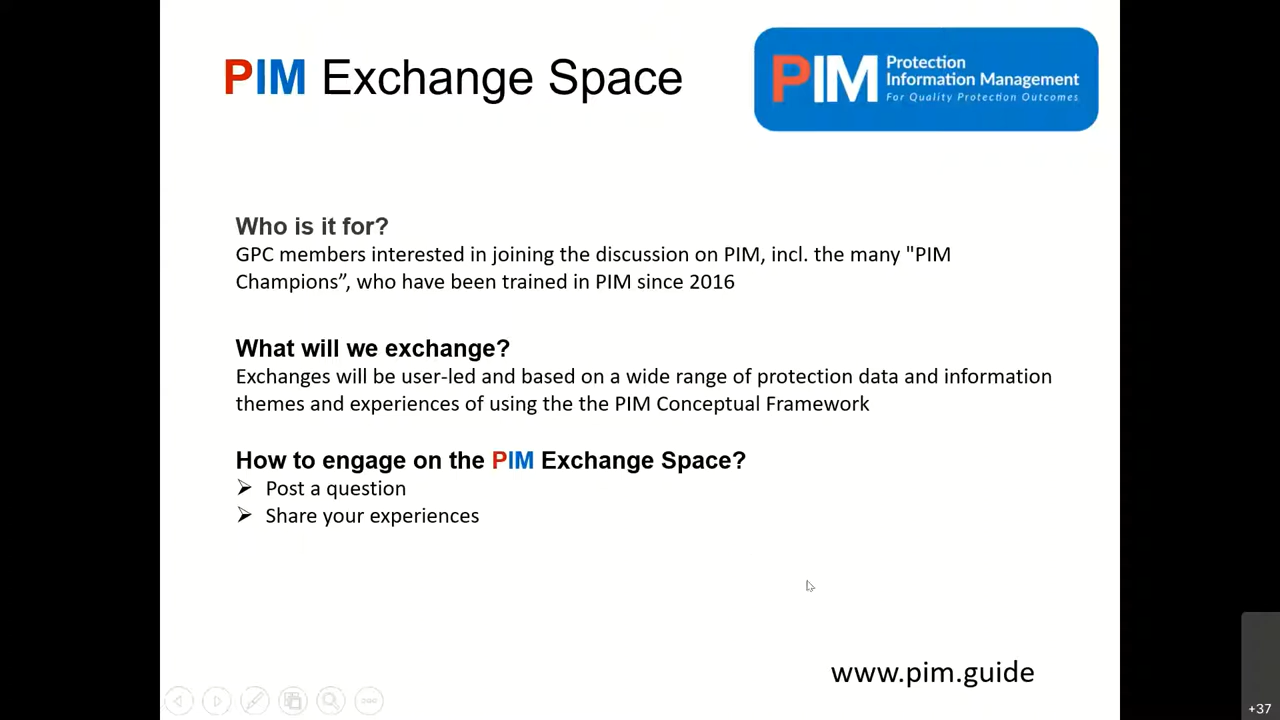 PIM Exchange Space
PIM Protection
Information Management
For Quality Protection Outcomes
Who is it for?
GPC members interested in joining the discussion on PIM, incl. the many "PIM
Champions”, who have been trained in PIM since 2016
What will we exchange?
Exchanges will be user-led and based on a wide range of protection data and information
themes and experiences of using the the PIM Conceptual Framework
How to engage on the PIM Exchange Space?
Post a question
Share your experiences
www.pim.guide
+37